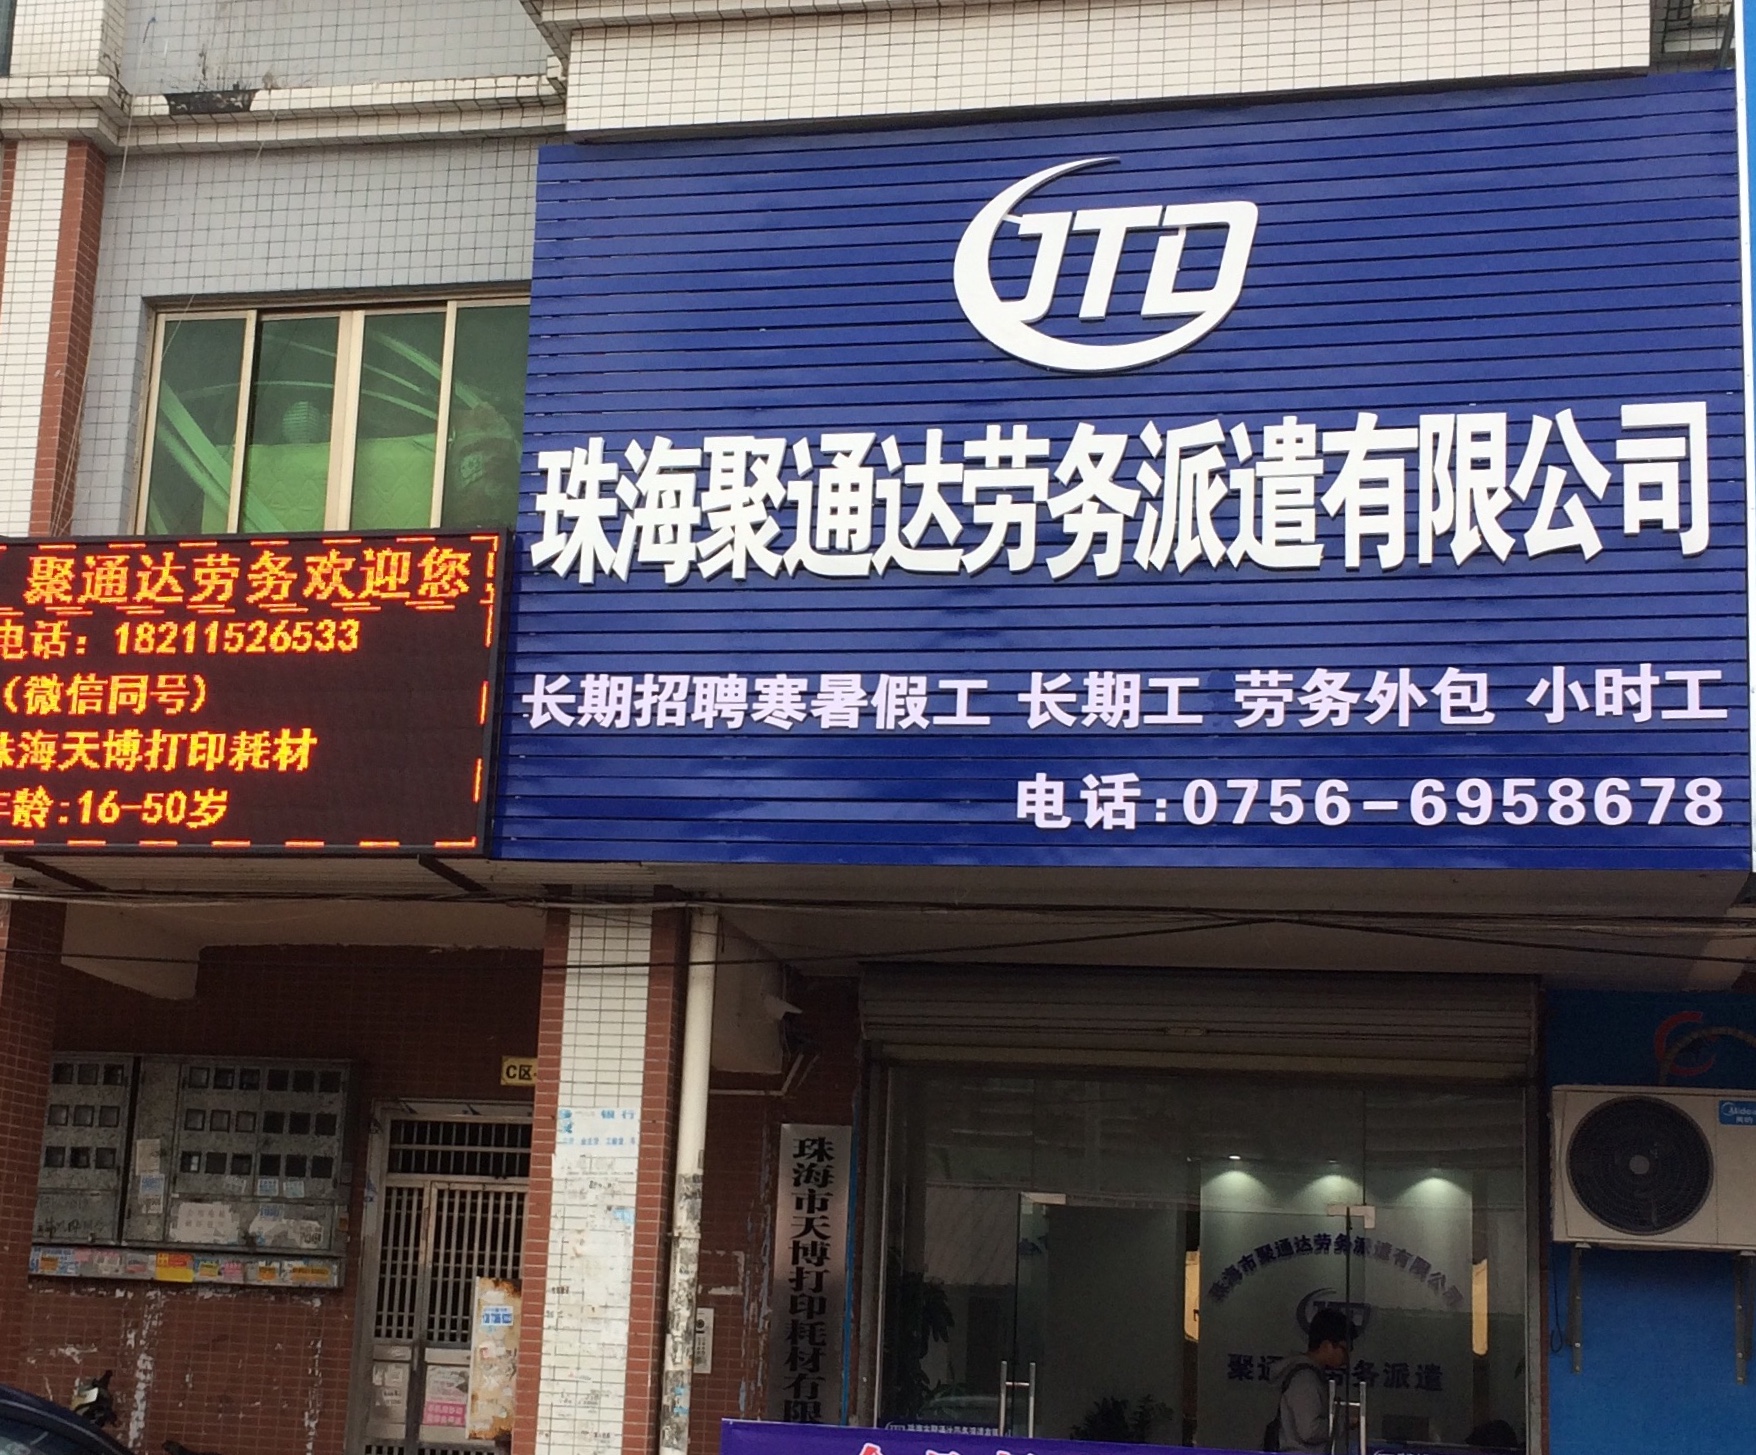 JTD
珠海聚通达劳务派遣有限公司
长期招聘寒暑假工 长期工 劳务外包 小时工
电话:0756-6958678
聚通达劳务欢迎您
电话：18211526533
（微信同号）
珠海天博打印耗材
年龄:16-50岁
C区
银行
珠海市天博打印耗材有限
Midea
珠海市聚通达劳务派遣有限公司
JTD
聚通 劳务派遣